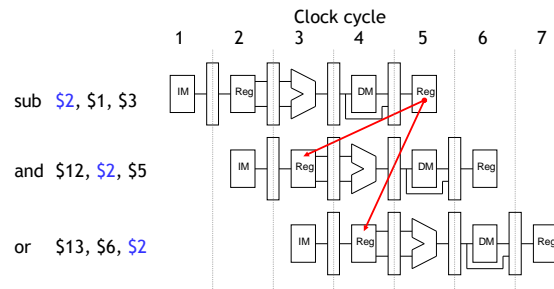 Clock cycle
1 2 3 4 5 6 7
sub $2, $1, $3 IM Reg DM Reg
and $12, $2, $5 IM Reg DM Reg
or $13, $6, $2 IM Reg DM Reg